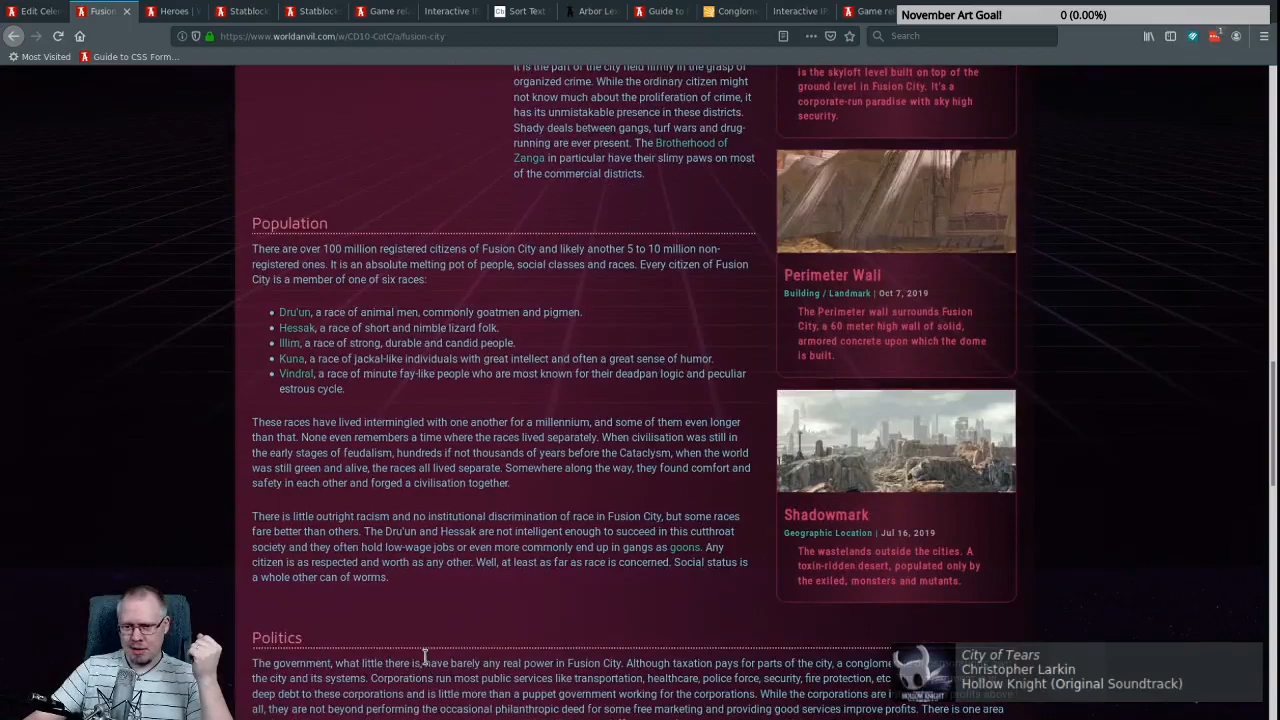 Edit Cele
Fusion
Heroes | W
Statblock
Statblock
Game rel
Interactive IE
Sort Text
Arbor Lex
Guide to
Conglome
Interactive IE
Game re
November Art Goal! 0 (0.00%)
https://www.worldanvil.com/w/CD10-CotC/a/fusion-city
Search
1
Most Visited
Guide to CSS Form...
It is the part of the city held firmly in the grasp of
organized crime. While the ordinary citizen might
not know much about the proliferation of crime, it
has its unmistakable presence in these districts.
Shady deals between gangs, turf wars and drug-
running are ever present. The Brotherhood of
Zanga in particular have their slimy paws on most
of the commercial districts.
is the skyloft level built on top of the
ground level in Fusion City. It's a
corporate-run paradise with sky high
security.
Population
There are over 100 million registered citizens of Fusion City and likely another 5 to 10 million non-
registered ones. It is an absolute melting pot of people, social classes and races. Every citizen of Fusion
City is a member of one of six races:
Dru'un, a race of animal men, commonly goatmen and pigmen.
Hessak, a race of short and nimble lizard folk.
Illim, a race of strong, durable and candid people.
Kuna, a race of jackal-like individuals with great intellect and often a great sense of humor.
Vindral, a race of minute fay-like people who are most known for their deadpan logic and peculiar
estrous cycle.
These races have lived intermingled with one another for a millennium, and some of them even longer
than that. None even remembers a time where the races lived separately. When civilisation was still in
the early stages of feudalism, hundreds if not thousands of years before the Cataclysm, when the world
was still green and alive, the races all lived separate. Somewhere along the way, they found comfort and
safety in each other and forged a civilisation together.
There is little outright racism and no institutional discrimination of race in Fusion City, but some races
fare better than others. The Dru'un and Hessak are not intelligent enough to succeed in this cutthroat
society and they often hold low-wage jobs or even more commonly end up in gangs as goons. Any
citizen is as respected and worth as any other. Well, at least as far as race is concerned. Social status is
a whole other can of worms.
Perimeter Wall
Building / Landmark | Oct 7, 2019
The Perimeter wall surrounds Fusion
City, a 60 meter high wall of solid,
armored concrete upon which the dome
is built.
Shadowmark
Geographic Location | Jul 16, 2019
The wastelands outside the cities. A
toxin-ridden desert, populated only by
the exiled, monsters and mutants.
Politics
The government, what little there is, have barely any real power in Fusion City. Although taxation pays for parts of the city, a conglome
the city and its systems. Corporations run most public services like transportation, healthcare, police force, security, fire protection, etc
deep debt to these corporations and is little more than a puppet government working for the corporations. While the corporations are
all, they are not beyond performing the occasional philanthropic deed for some free marketing and providing good services improve profits. There is one area
HOLLOW KNIGHT
City of Tears
Christopher Larkin
Hollow Knight (Original Soundtrack)